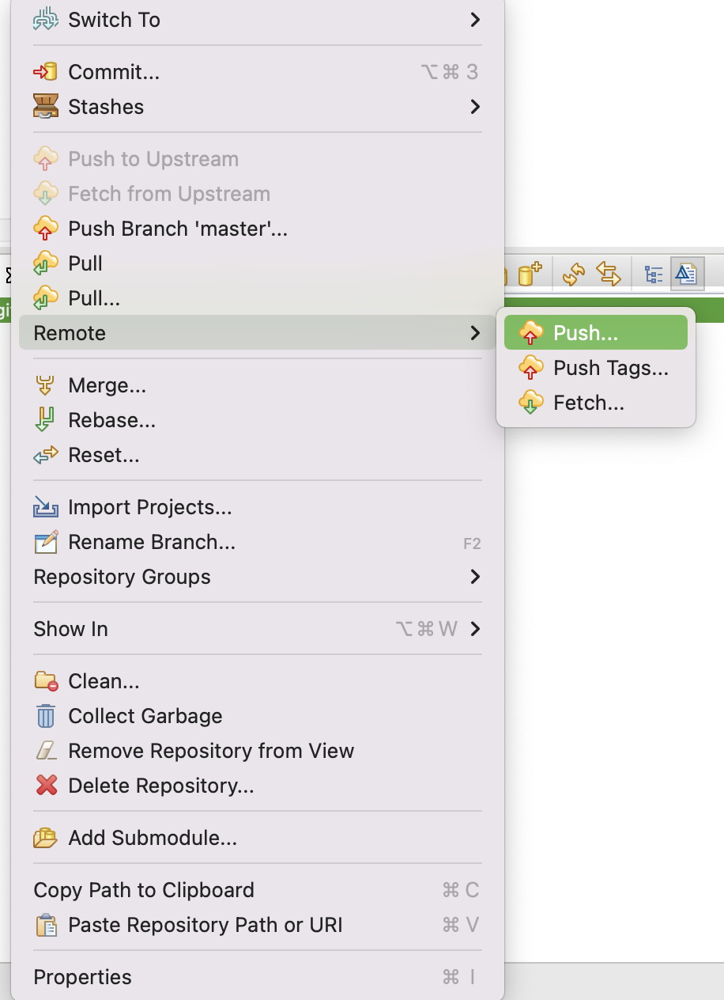 Switch To
Commit... ⌥⌘ 3
Stashes
Push to Upstream
Fetch from Upstream
Push Branch 'master'...
Pull
Pull...
Remote
Push...
Push Tags...
Fetch...
Merge...
Rebase...
Reset...
Import Projects...
Rename Branch... F2
Repository Groups
Show In ⌥⌘W
Clean...
Collect Garbage
Remove Repository from View
Delete Repository...
Add Submodule...
Copy Path to Clipboard ⌘ C
Paste Repository Path or URI ⌘ V
Properties ⌘ I